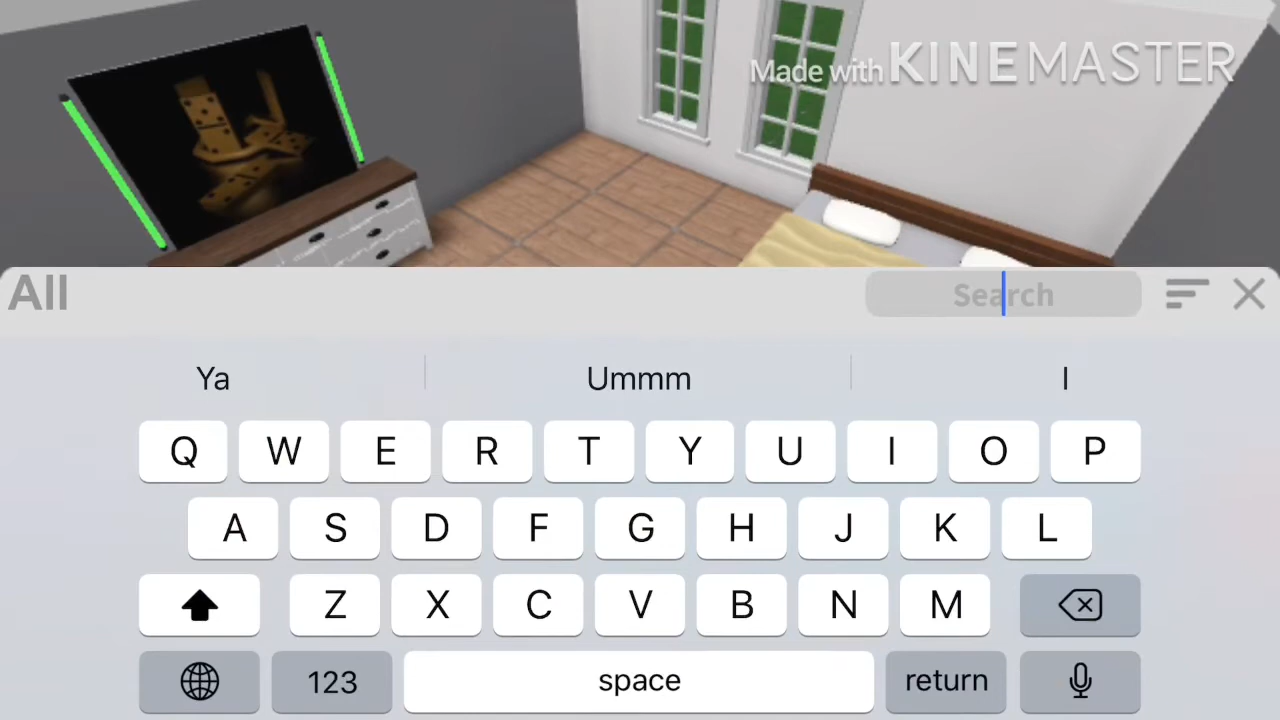 Made with KINEMASTER
All
Search
Ya Ummm I
Q W E R T Y U I O P
A S D F G H J K L
Z X C V B N M
123 space return